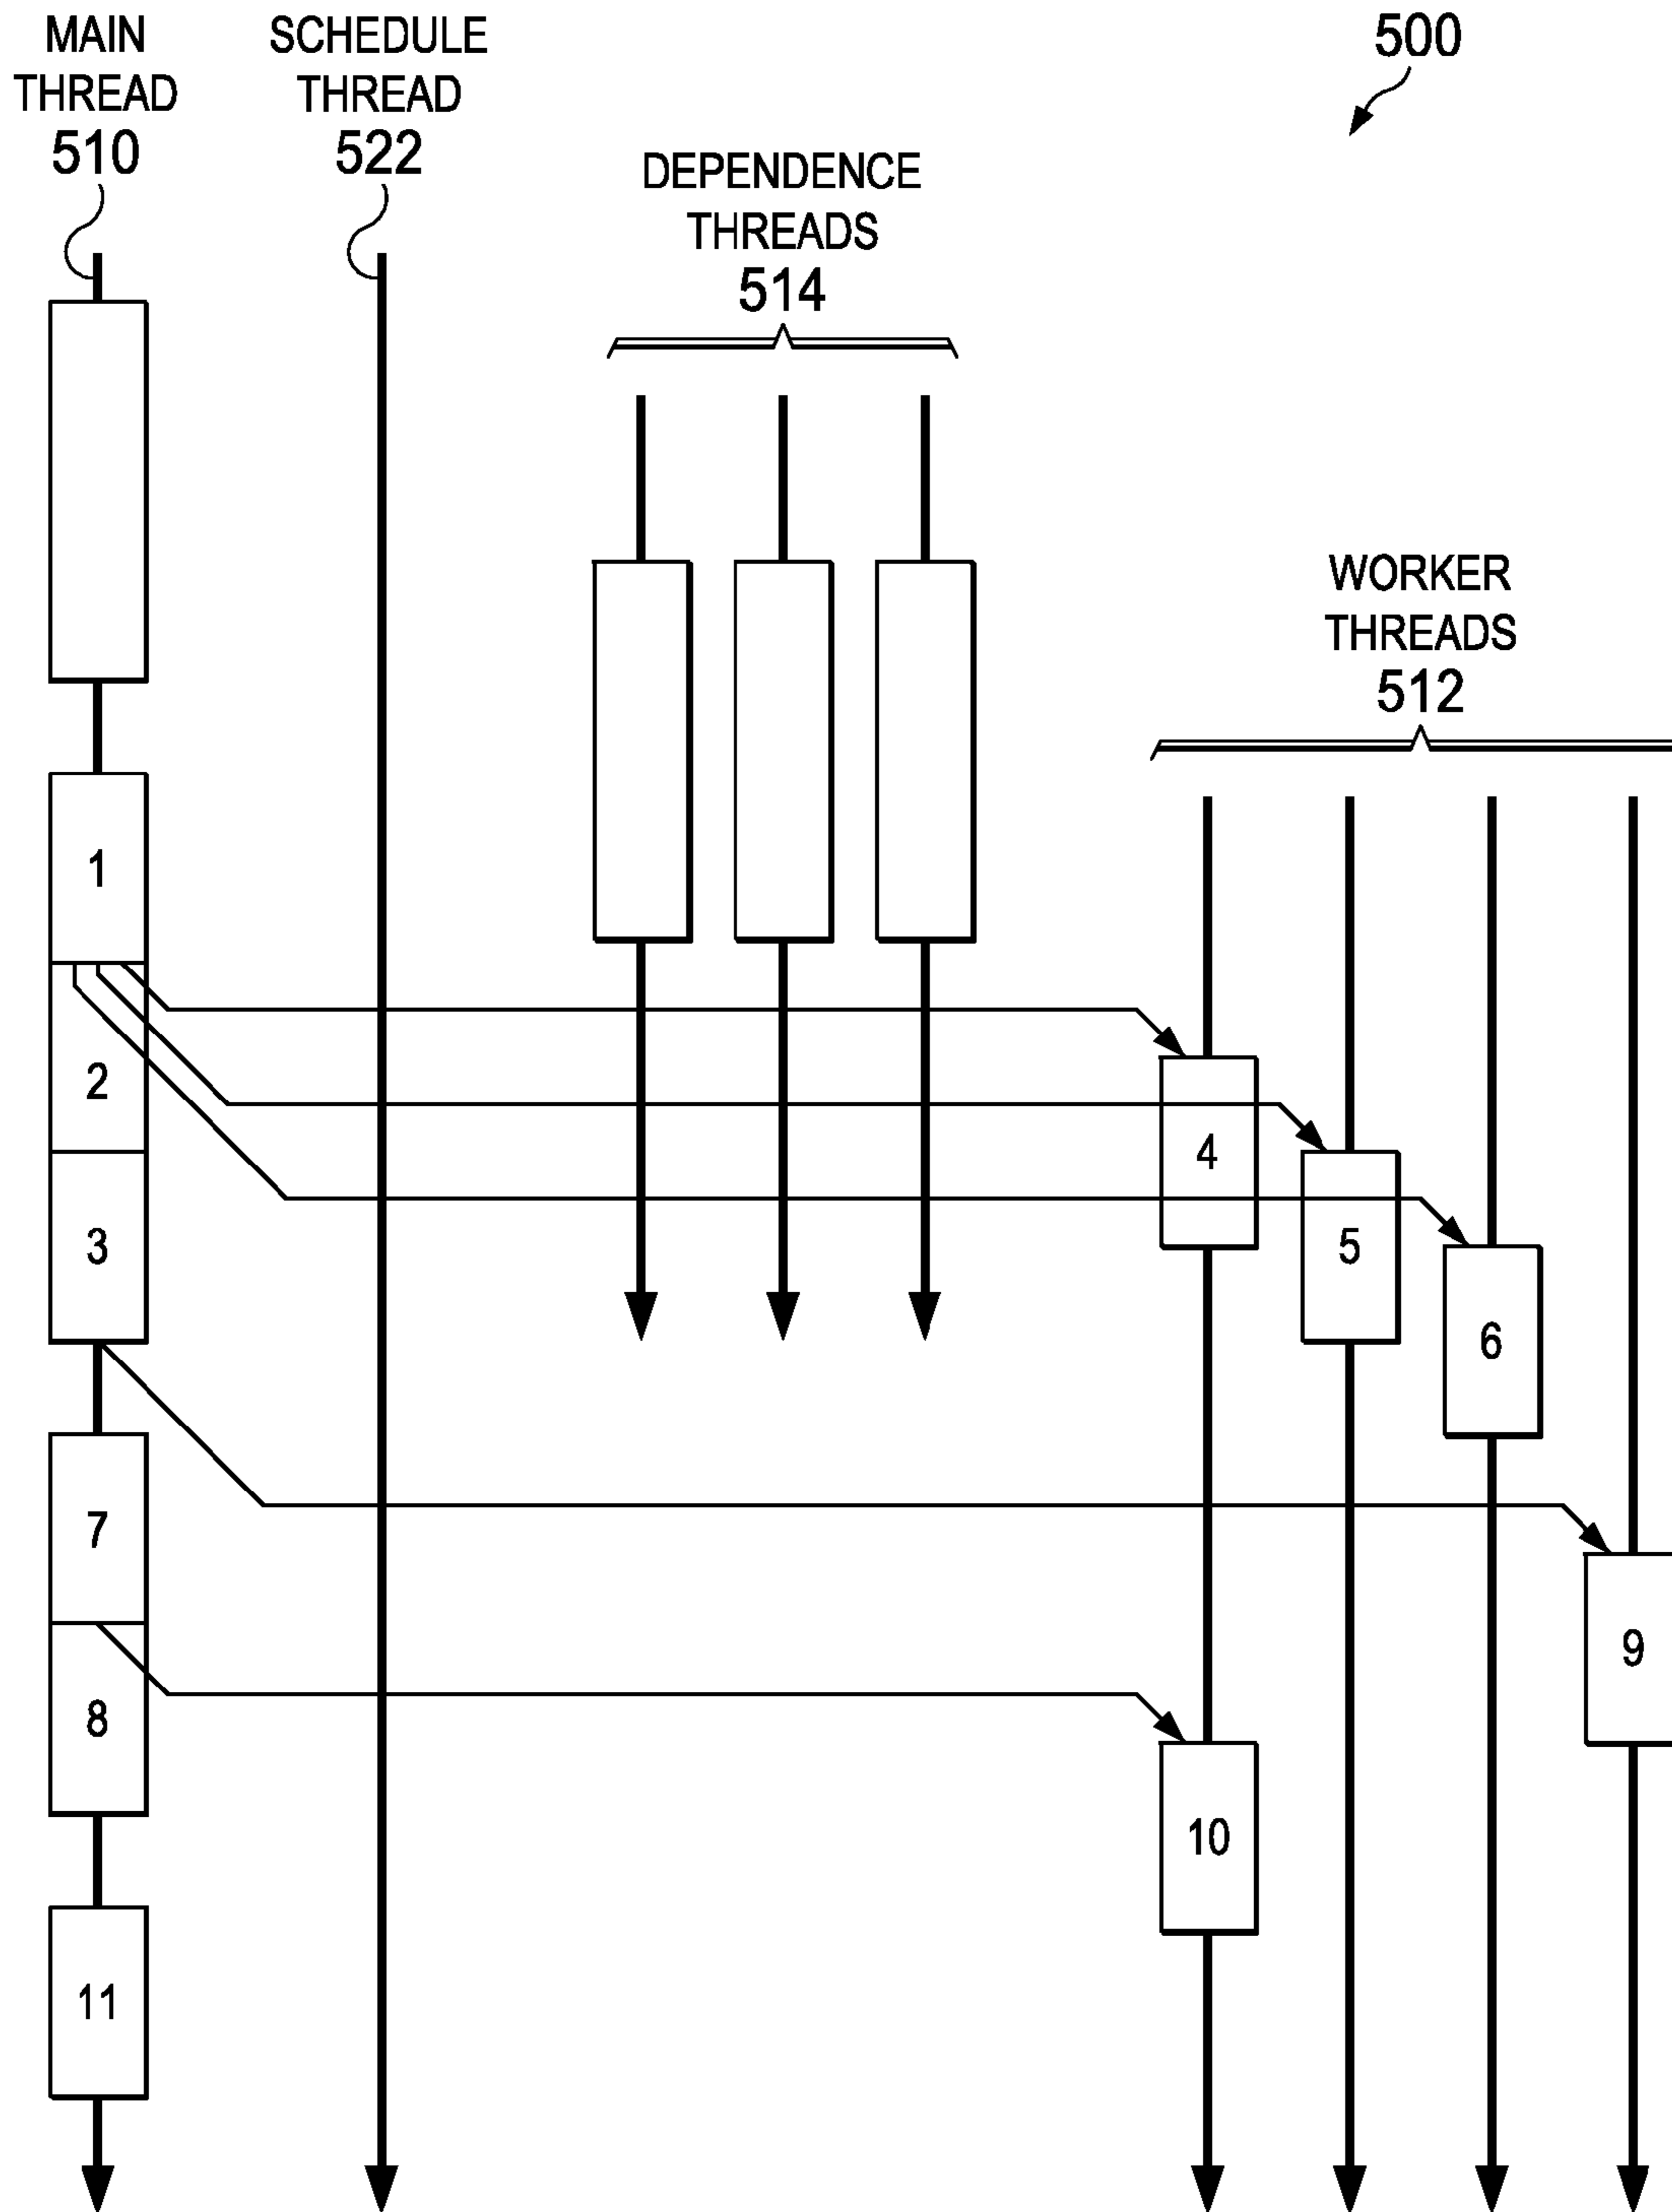 MAIN
THREAD
510
SCHEDULE
THREAD
522
500
DEPENDENCE
THREADS
514
WORKER
THREADS
512
1
2
3
4
5
6
7
8
9
10
11